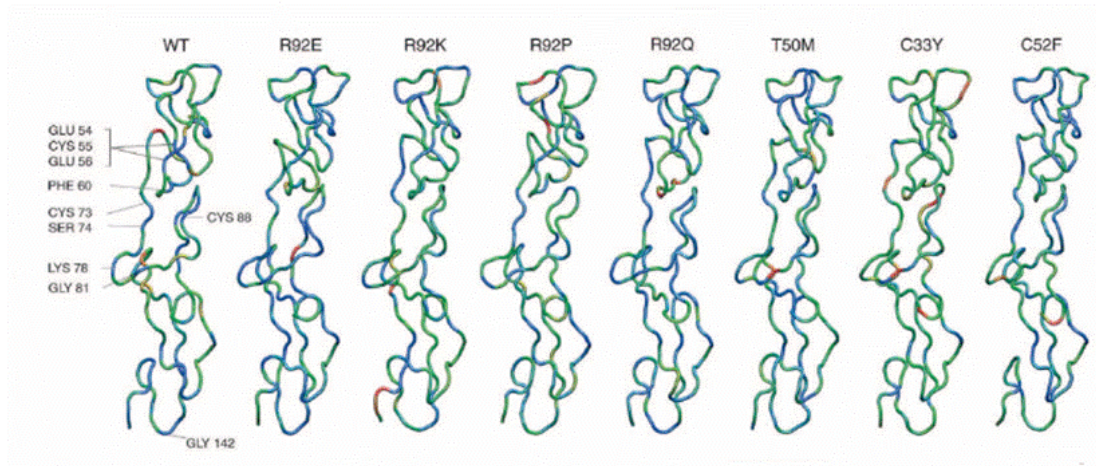 WT R92E R92K R92P R92Q T50M C33Y C52F
GLU 54
CYS 55
GLU 56
PHE 60
CYS 73
CYS 88
SER 74
LYS 78
GLY 81
GLY 142